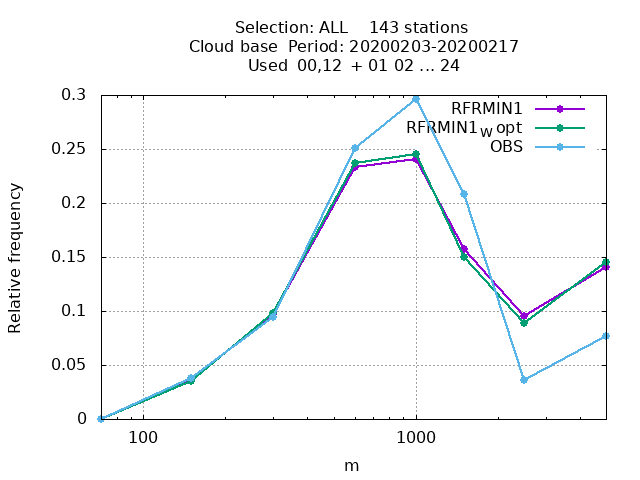 Selection: ALL    143 stations
Cloud base  Period: 20200203-20200217
Used  00,12  + 01 02 ... 24
RFRMIN1
RFRMIN1w opt
OBS
0.3
0.25
0.2
0.15
0.1
0.05
0
Relative frequency
100
1000
m